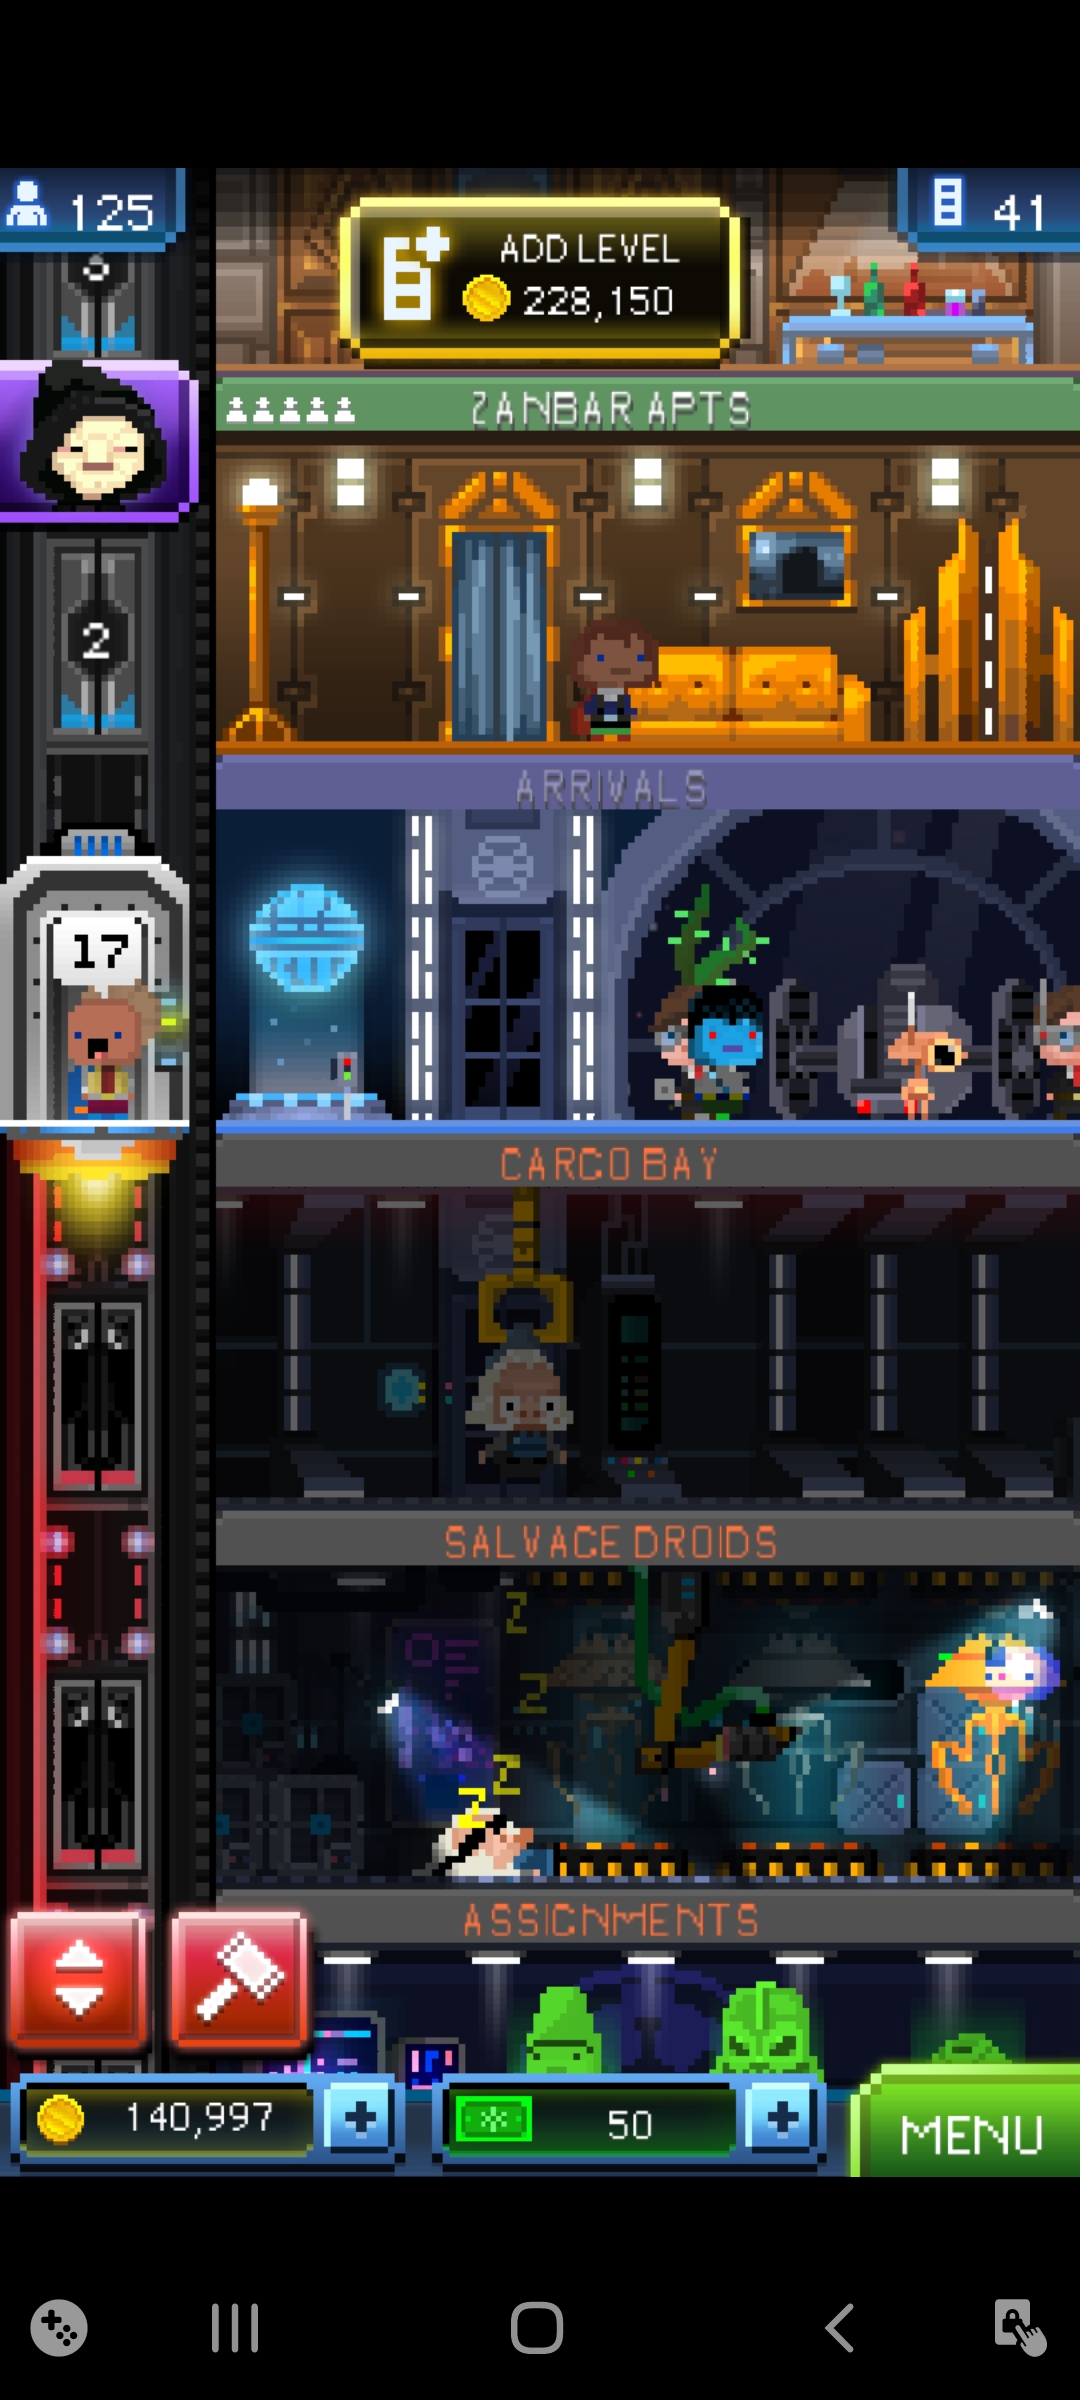 125
41
ADD LEVEL
228,150
ZANBAR APTS
2
ARRIVALS
17
CARGO BAY
SALVAGE DROIDS
Z
Z
Z
Z
ASSIGNMENTS
140,997
50
MENU